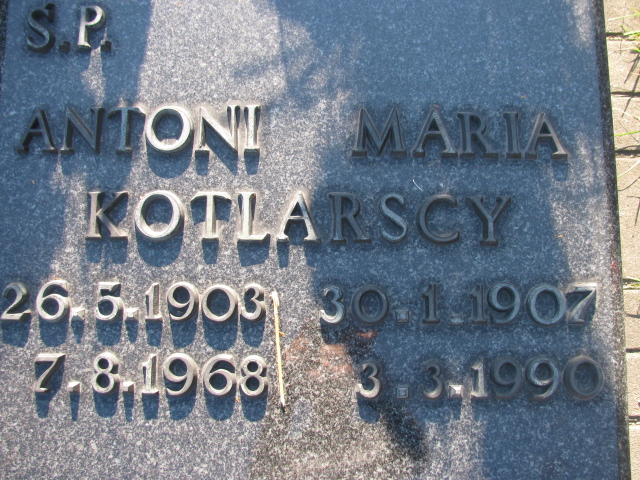 S.P.
ANTONI MARIA
KOTLARSCY
26.5.1903 30.1.1907
7.8.1968 3.3.1990